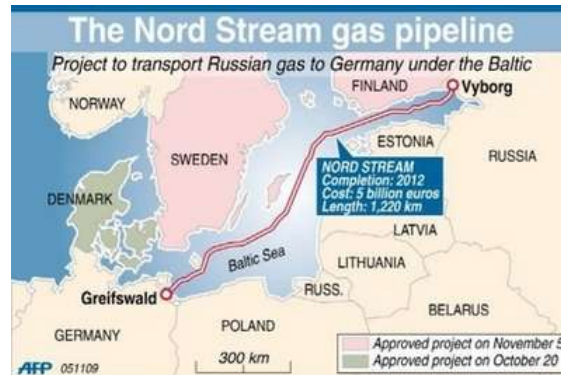 The Nord Stream gas pipeline
Project to transport Russian gas to Germany under the Baltic
FINLAND
Vyborg
NORWAY
ESTONIA
SWEDEN
RUSSIA
NORD STREAM
Completion: 2012
Cost: 5 billion euros
Length: 1,220 km
DENMARK
LATVIA
Baltic Sea
LITHUANIA
Greifswald
RUSS.
BELARUS
POLAND
GERMANY
300 km
Approved project on November 5
Approved project on October 20
AFP 051109